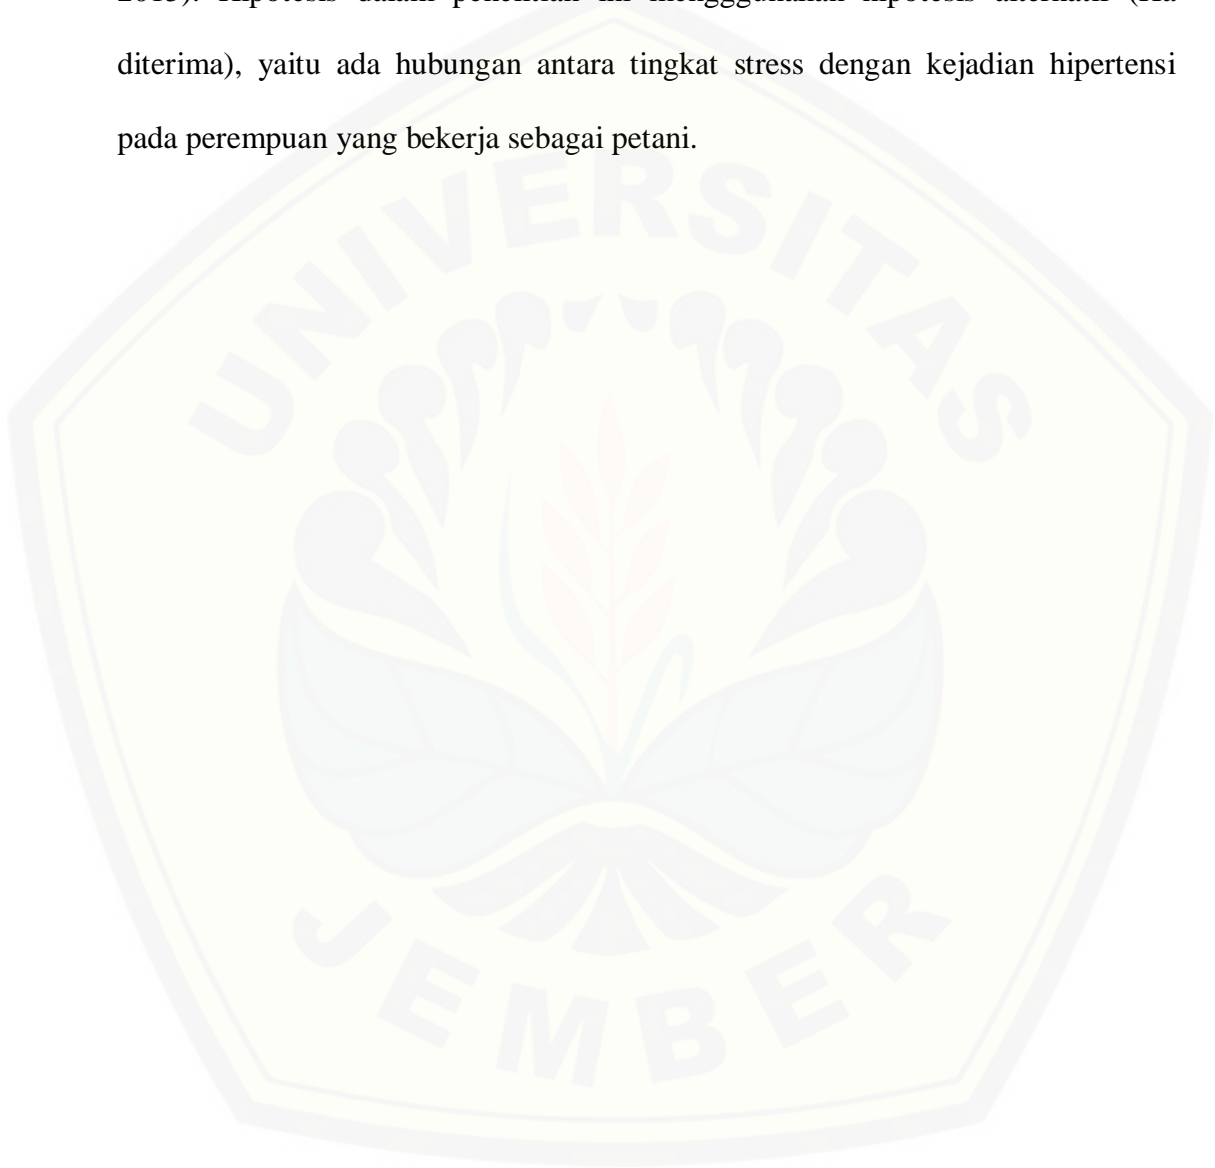 2015). Hipotesis dalam penelitian ini mengggunakan hipotesis alternatif (Ha
diterima), yaitu ada hubungan antara tingkat stress dengan kejadian hipertensi
pada perempuan yang bekerja sebagai petani.
UNIVERSITAS
JEMBER